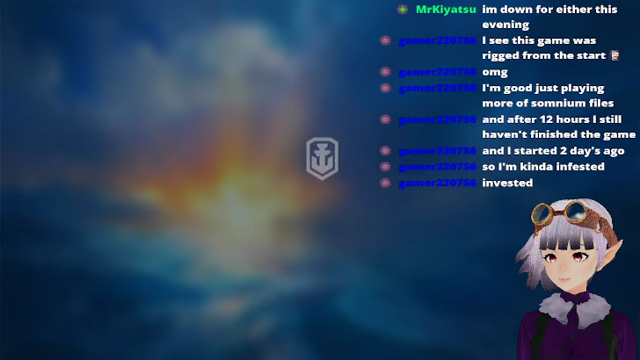 MrKiyatsu im down for either this
evening
gamer220756 I see this game was
rigged from the start
gamer220756 omg
gamer220756 I'm good just playing
more of somnium files
gamer220756 and after 12 hours I still
haven't finished the game
gamer220756 and I started 2 day's ago
gamer220756 so I'm kinda infested
gamer220756 invested